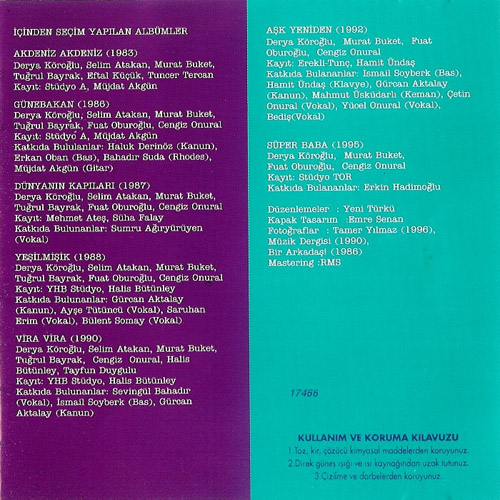 İÇİNDEN SEÇİM YAPILAN ALBÜMLER
AKDENİZ AKDENİZ (1983)
Derya Köroğlu, Selim Atakan, Murat Buket,
Tuğrul Bayrak, Eftal Küçük, Tuncer Tercan
Kayıt: Stüdyo A, Müjdat Akgün
GÜNEBAKAN (1986)
Derya Köroğlu, Selim Atakan, Murat Buket,
Tuğrul Bayrak, Fuat Oburoğlu, Cengiz Onural
Kayıt: Stüdyo A, Müjdat Akgün
Katkıda Bululanlar: Haluk Derinöz (Kanun),
Erkan Oban (Bas), Bahadır Suda (Rhodes),
Müjdat Akgün (Gitar)
DÜNYANIN KAPILARI (1987)
Derya Köroğlu, Selim Atakan, Murat Buket,
Tuğrul Bayrak, Fuat Oburoğlu, Cengiz Onural
Kayıt: Mehmet Ateş, Süha Falay
Katkıda Bulunanlar: Sumru Ağıryürüyen
(Vokal)
YEŞİLMİŞİK (1988)
Derya Köroğlu, Selim Atakan, Murat Buket,
Tuğrul Bayrak, Fuat Oburoğlu, Cengiz Onural
Kayıt: YHB Stüdyo, Halis Bütünley
Katkıda Bulunanlar: Gürcan Aktalay
(Kanun), Ayşe Tütüncü (Vokal), Saruhan
Erim (Vokal), Bülent Somay (Vokal)
VİRA VİRA (1990)
Derya Köroğlu, Selim Atakan, Murat Buket,
Tuğrul Bayrak, Cengiz Onural, Halis
Bütünley, Tayfun Duygulu
Kayıt: YHB Stüdyo, Halis Bütünley
Katkıda Bulunanlar: Sevingül Bahadır
(Vokal), İsmail Soyberk (Bas), Gürcan
Aktalay (Kanun)
AŞK YENİDEN (1992)
Derya Köroğlu, Murat Buket, Fuat
Oburoğlu, Cengiz Onural
Kayıt: Erekli-Tunç, Hamit Ündaş
Katkıda Bulananlar: İsmail Soyberk (Bas),
Hamit Ündaş (Klavye), Gürcan Aktalay
(Kanun), Mahmut Üsküdarlı (Keman), Çetin
Onural (Vokal), Yücel Onural (Vokal),
Bediş(Vokal)
SÜPER BABA (1995)
Derya Köroğlu, Murat Buket,
Fuat Oburoğlu, Cengiz Onural
Kayıt: Stüdyo TOR
Katkıda Bulananlar: Erkin Hadimoğlu
Düzenlemeler : Yeni Türkü
Kapak Tasarım :Emre Senan
Fotoğraflar : Tamer Yılmaz (1996),
Müzik Dergisi (1990),
Bir Arkadaşı (1986)
Mastering :RMS
17466
KULLANIM VE KORUMA KILAVUZU
1.Toz, kir, çözücü kimyasal maddelerden koruyunuz.
2.Direk güneş ışığı ve ısı kaynağından uzak tutunuz.
3.Çizilme ve darbelerden koruyunuz.